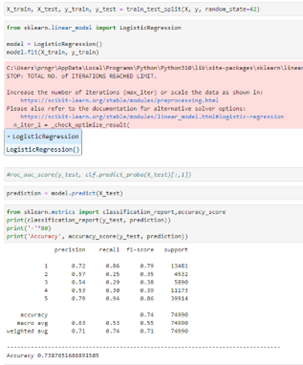 X_train, X_test, y_train, y_test = train_test_split(X, y, random_state=42)
from sklearn.linear_model import LogisticRegression
model = LogisticRegression()
model.fit(X_train, y_train)
C:\Users\prngr\AppData\Local\Programs\Python\Python310\lib\site-packages\sklearn\linear
STOP: TOTAL NO. of ITERATIONS REACHED LIMIT.
Increase the number of iterations (max_iter) or scale the data as shown in:
https://scikit-learn.org/stable/modules/preprocessing.html
Please also refer to the documentation for alternative solver options:
https://scikit-learn.org/stable/modules/linear_model.html#logistic-regression
n_iter_i = _check_optimize_result(
LogisticRegression
LogisticRegression()
#roc_auc_score(y_test, clf.predict_proba(X_test)[:,1])
prediction = model.predict(X_test)
from sklearn.metrics import classification_report,accuracy_score
print(classification_report(y_test, prediction))
print('-'*80)
print('Accuracy', accuracy_score(y_test, prediction))
precision recall f1-score support
1 0.72 0.86 0.79 13481
2 0.57 0.25 0.35 4532
3 0.54 0.29 0.38 5890
4 0.53 0.30 0.39 11173
5 0.79 0.94 0.86 39914
accuracy 0.74 74990
macro avg 0.63 0.53 0.55 74990
weighted avg 0.71 0.74 0.71 74990
--------------------------------------------------------------------------------
Accuracy